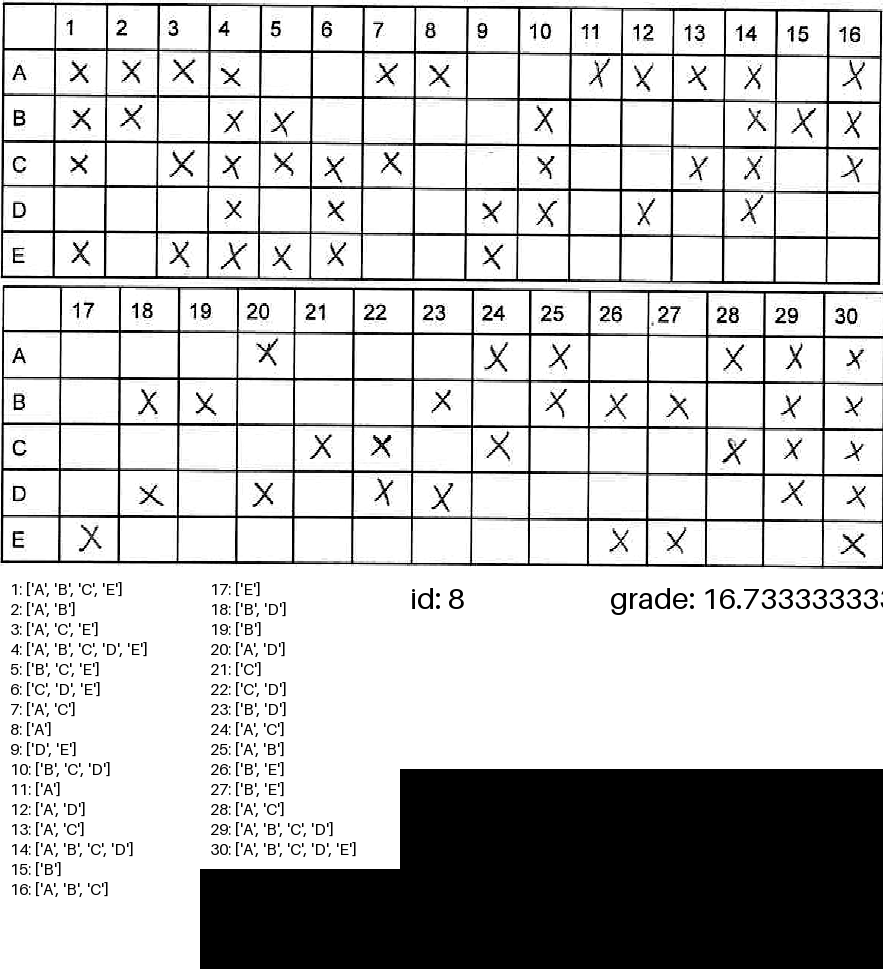 1 2 3 4 5 6 7 8 9 10 11 12 13 14 15 16
A X X X X X X X X X X X
B X X X X X X X X
C X X X X X X X X X X X
D X X X X X X
E X X X X X X
17 18 19 20 21 22 23 24 25 26 27 28 29 30
A X X X X X X
B X X X X X X X X
C X X X X X X
D X X X X X X
E X X X X
1: ['A', 'B', 'C', 'E']
2: ['A', 'B']
3: ['A', 'C', 'E']
4: ['A', 'B', 'C', 'D', 'E']
5: ['B', 'C', 'E']
6: ['C', 'D', 'E']
7: ['A', 'C']
8: ['A']
9: ['D', 'E']
10: ['B', 'C', 'D']
11: ['A']
12: ['A', 'D']
13: ['A', 'C']
14: ['A', 'B', 'C', 'D']
15: ['B']
16: ['A', 'B', 'C']
17: ['E']
18: ['B', 'D']
19: ['B']
20: ['A', 'D']
21: ['C']
22: ['C', 'D']
23: ['B', 'D']
24: ['A', 'C']
25: ['A', 'B']
26: ['B', 'E']
27: ['B', 'E']
28: ['A', 'C']
29: ['A', 'B', 'C', 'D']
30: ['A', 'B', 'C', 'D', 'E']
id: 8
grade: 16.733333333